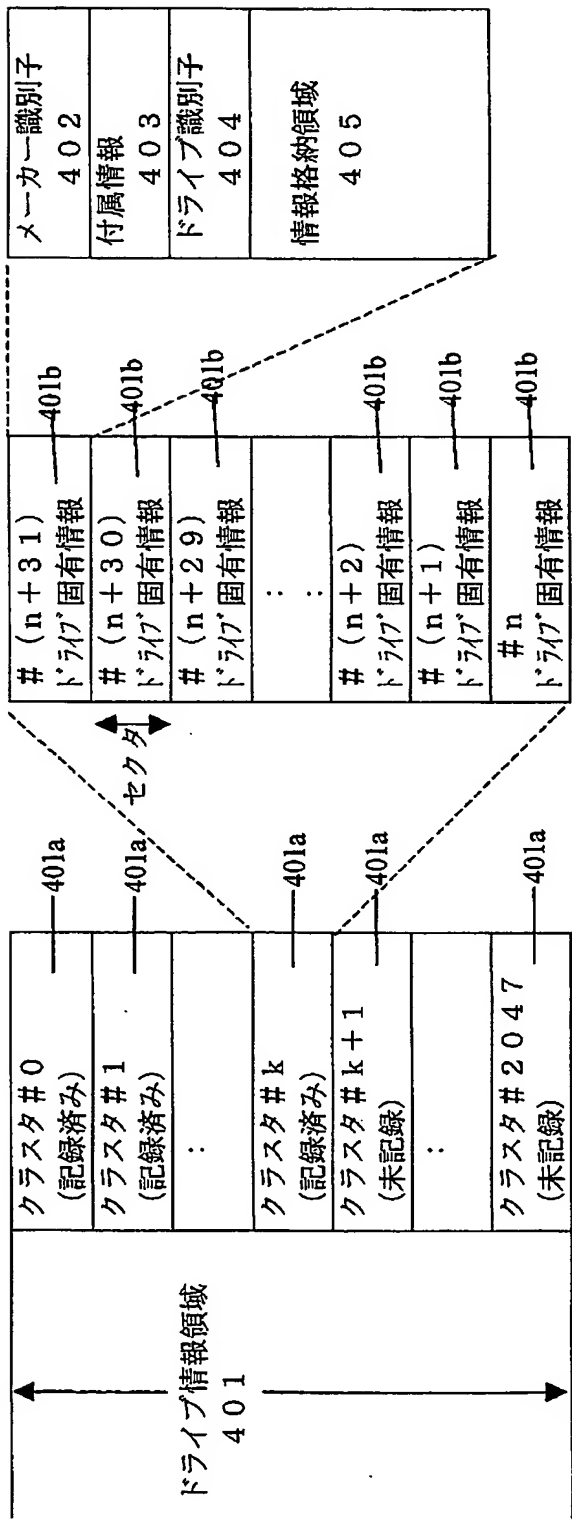 ドライブ情報領域
401
クラスタ#0
(記録済み)
401a
クラスタ#1
(記録済み)
401a
:
クラスタ#k
(記録済み)
401a
クラスタ#k+1
(未記録)
401a
:
クラスタ#2047
(未記録)
401a
セクタ
#(n+31)
ドライブ固有情報
401b
#(n+30)
ドライブ固有情報
401b
#(n+29)
ドライブ固有情報
401b
:
:
#(n+2)
ドライブ固有情報
401b
#(n+1)
ドライブ固有情報
401b
#n
ドライブ固有情報
401b
メーカー識別子
402
付属情報
403
ドライブ識別子
404
情報格納領域
405